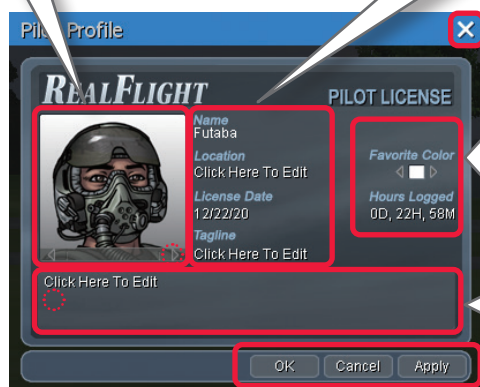 Pilot Profile
REALFLIGHT
PILOT LICENSE
Name
Futaba
Location
Click Here To Edit
License Date
12/22/20
Tagline
Click Here To Edit
Favorite Color
Hours Logged
0D, 22H, 58M
Click Here To Edit
OK
Cancel
Apply